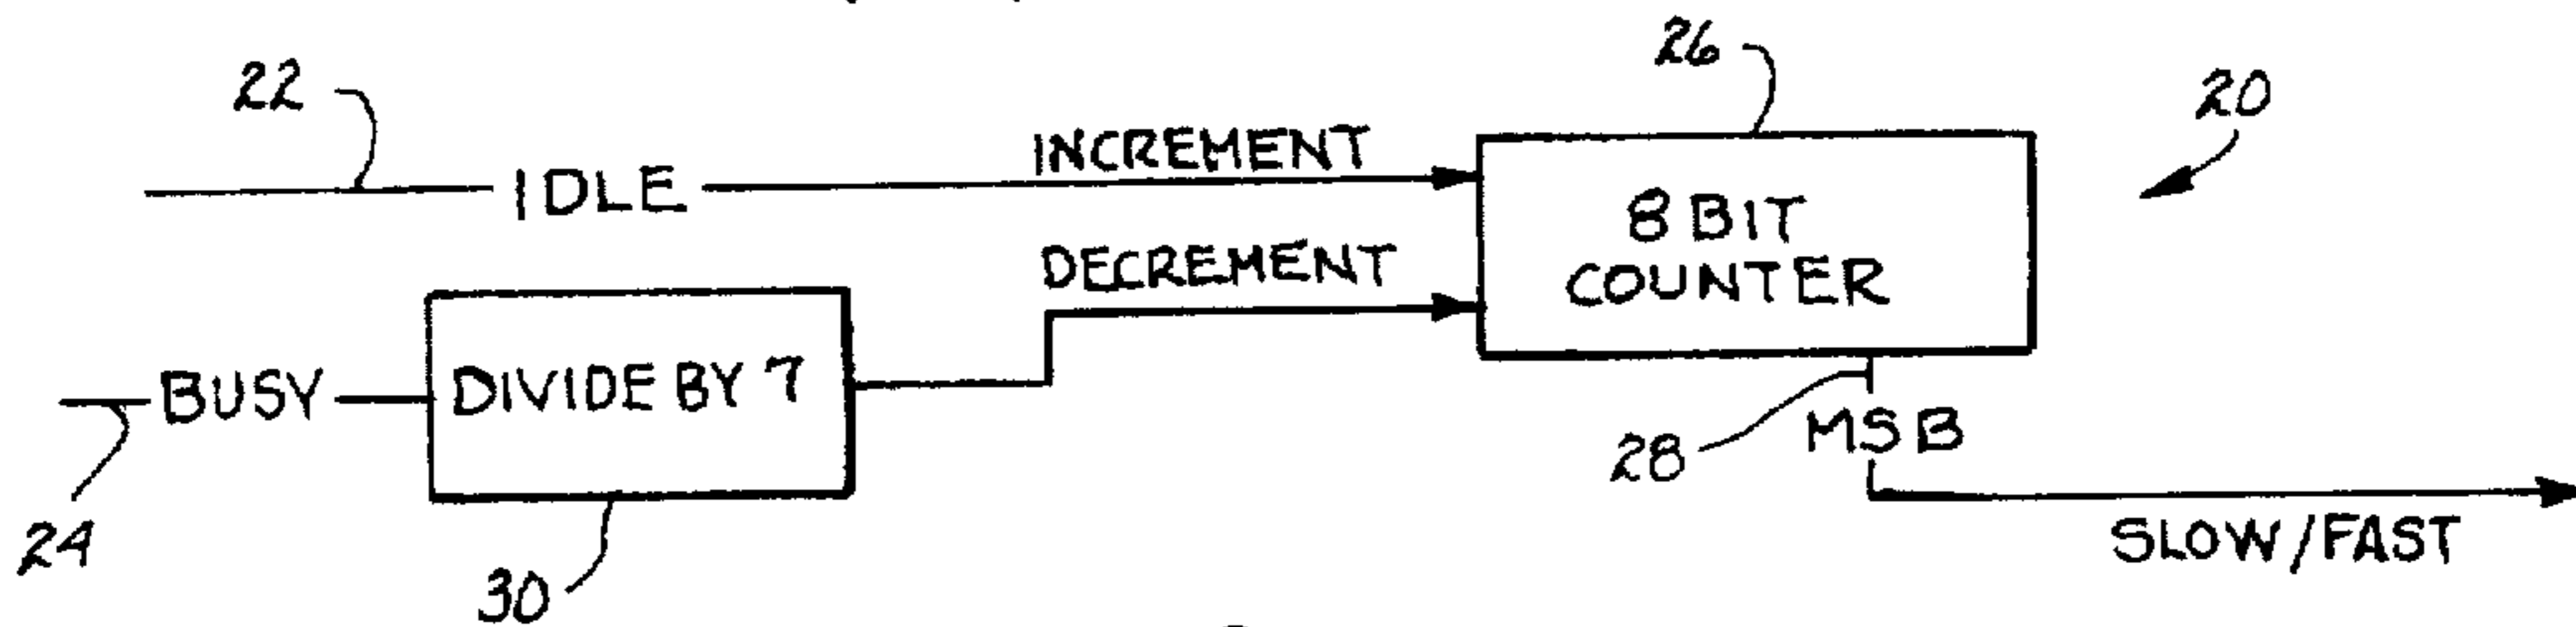 22
26
20
IDLE
INCREMENT
8 BIT
COUNTER
DECREMENT
BUSY
DIVIDE BY 7
24
30
28
MSB
SLOW/FAST